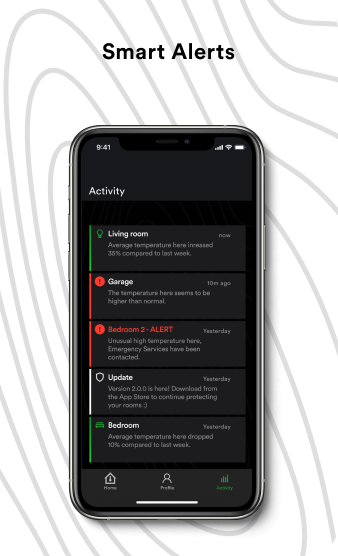 Smart Alerts
9:41
Activity
Living room
now
Average temperature here inreased
35% compared to last week.
Garage
10m ago
The temperature here seems to be
higher than normal.
Bedroom 2 - ALERT
Yesterday
Unusual high temperature here,
Emergency Services have been
contacted.
Update
Yesterday
Version 2.0.0 is here! Download from
the App Store to continue protecting
your rooms :)
Bedroom
Yesterday
Average temperature here dropped
10% compared to last week.
Home
Profile
Activity